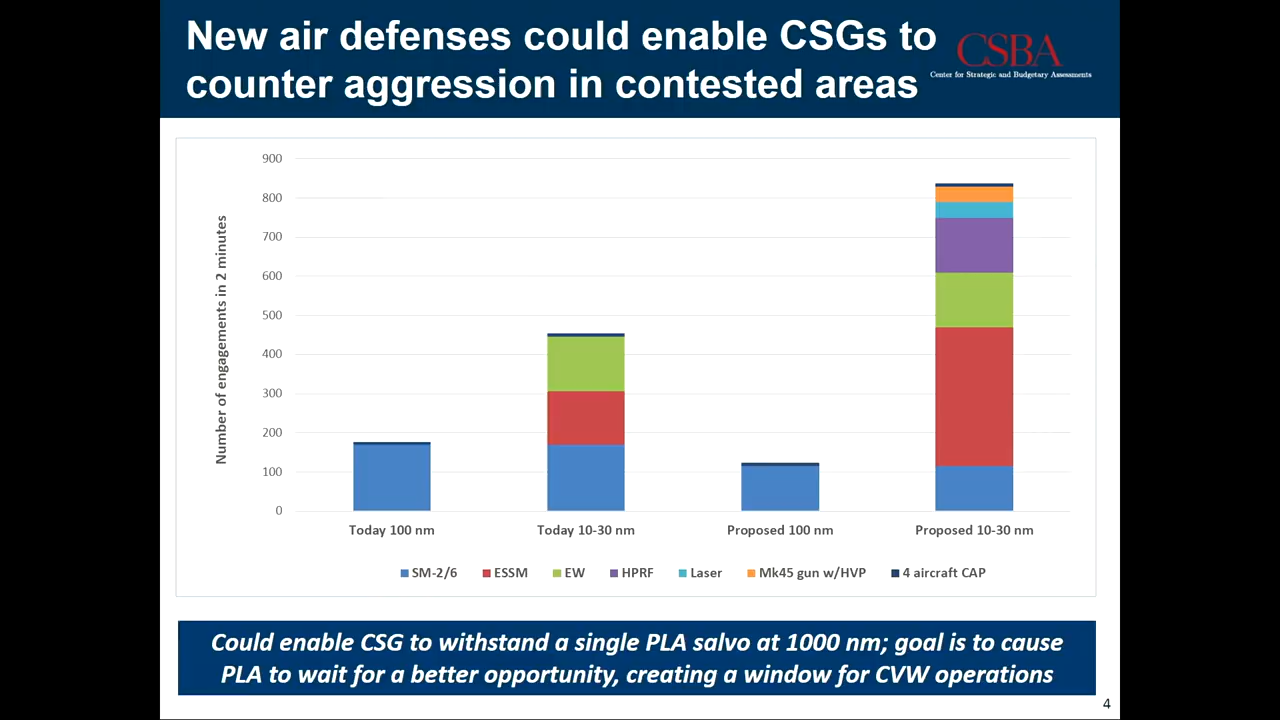 New air defenses could enable CSGs to
counter aggression in contested areas
CSBA
Center for Strategic and Budgetary Assessments
Number of engagements in 2 minutes
900
800
700
600
500
400
300
200
100
0
Today 100 nm
Today 10-30 nm
Proposed 100 nm
Proposed 10-30 nm
SM-2/6 ESSM EW HPRF Laser Mk45 gun w/HVP 4 aircraft CAP
Could enable CSG to withstand a single PLA salvo at 1000 nm; goal is to cause
PLA to wait for a better opportunity, creating a window for CVW operations
4